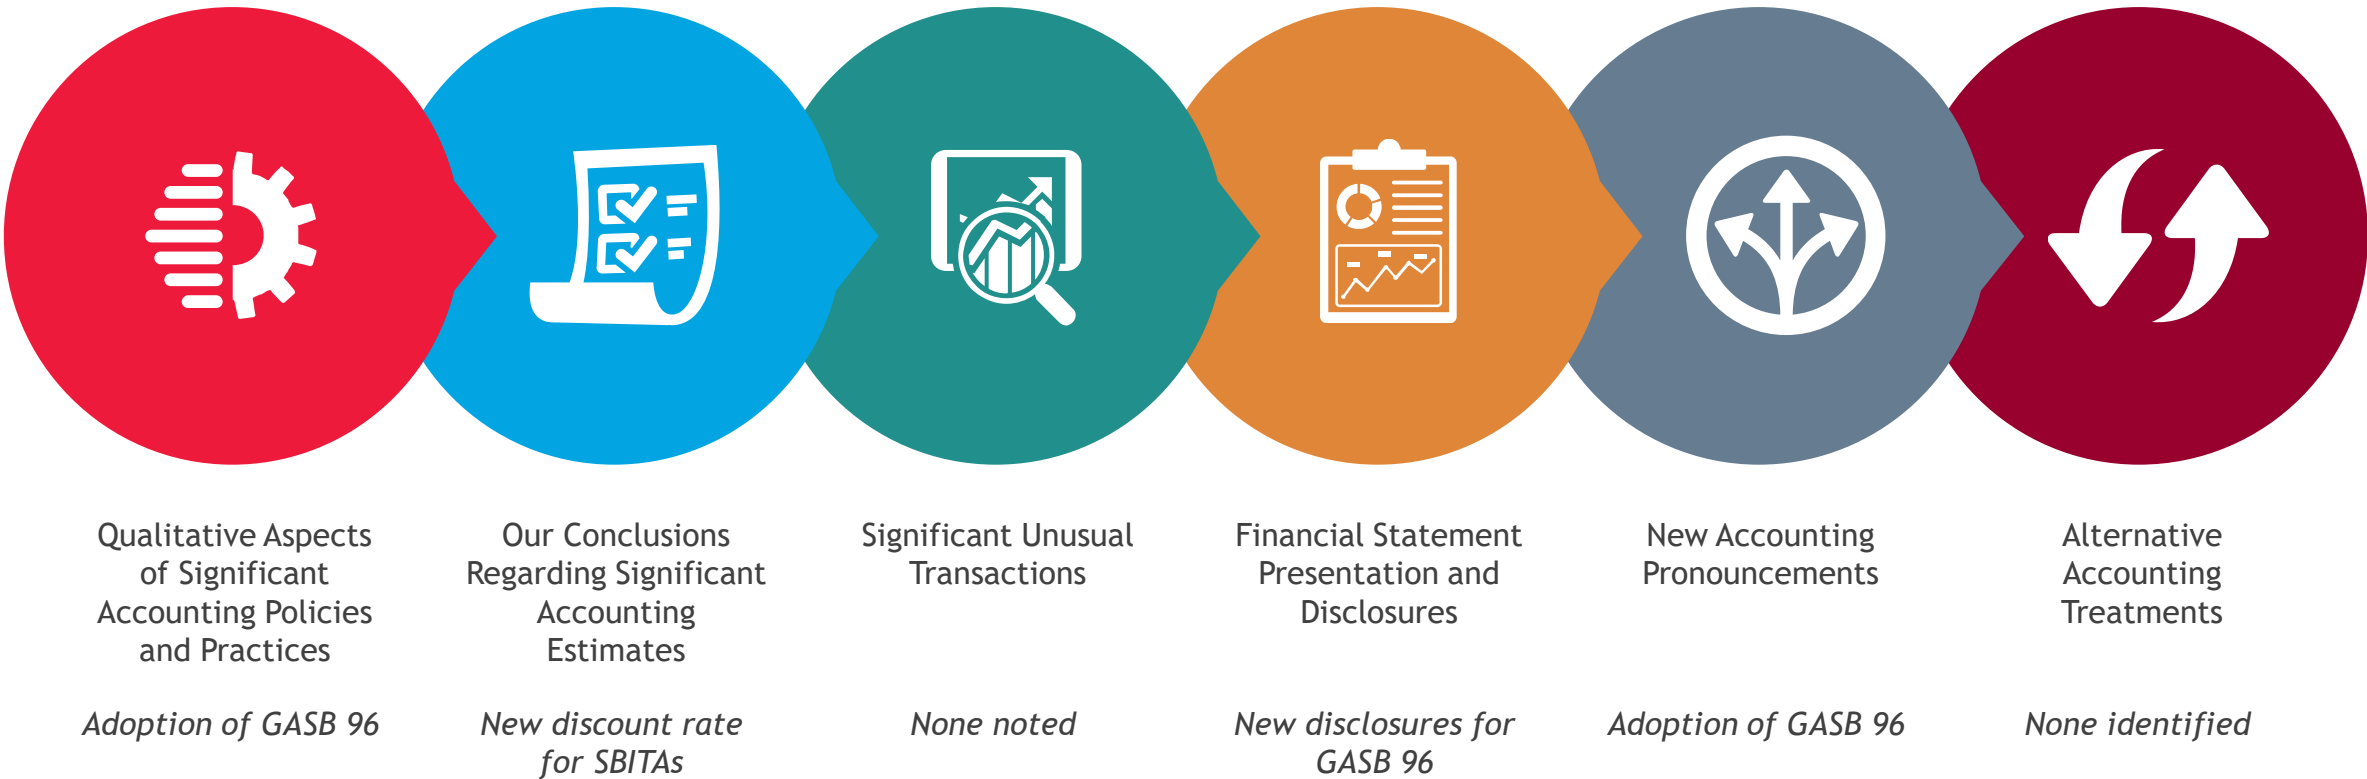 Qualitative Aspects
of Significant
Accounting Policies
and Practices
Adoption of GASB 96
Our Conclusions
Regarding Significant
Accounting
Estimates
New discount rate
for SBITAs
Significant Unusual
Transactions
None noted
Financial Statement
Presentation and
Disclosures
New disclosures for
GASB 96
New Accounting
Pronouncements
Adoption of GASB 96
Alternative
Accounting
Treatments
None identified